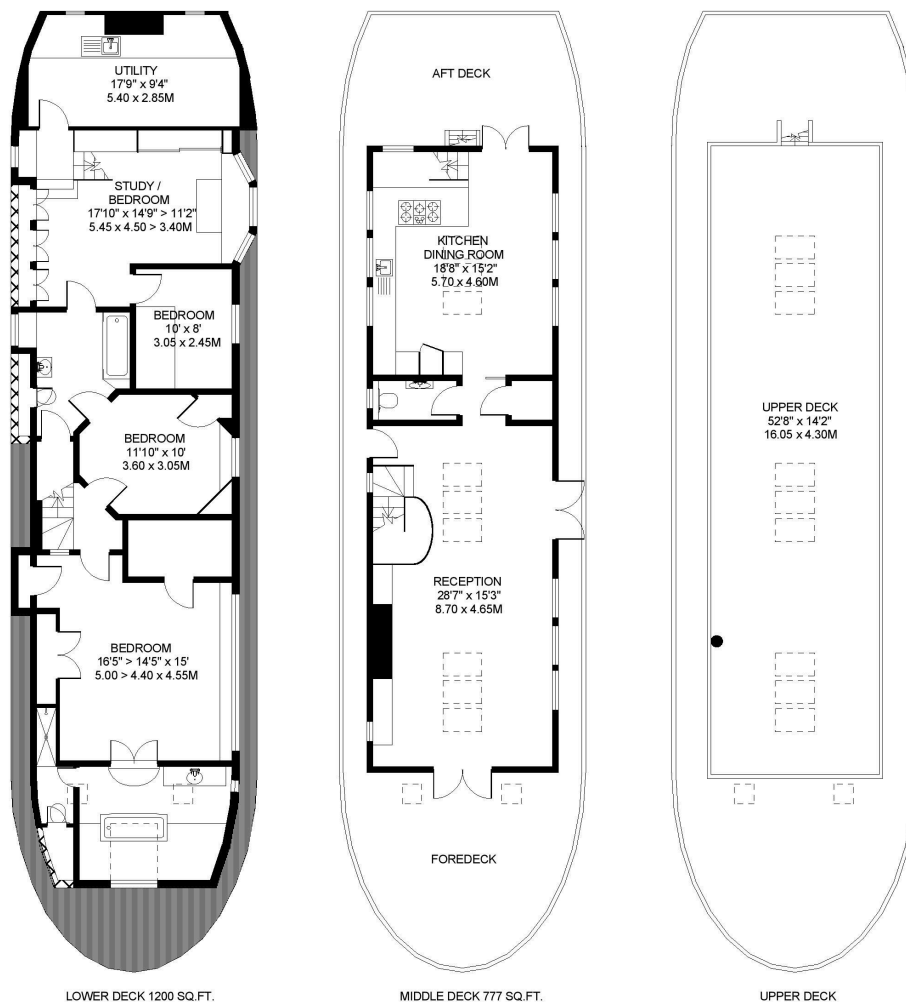 UTILITY
17'9" x 9'4"
5.40 x 2.85M
STUDY /
BEDROOM
17'10" x 14'9" > 11'2"
5.45 x 4.50 > 3.40M
BEDROOM
10' x 8'
3.05 x 2.45M
BEDROOM
11'10" x 10'
3.60 x 3.05M
BEDROOM
16'5" > 14'5" x 15'
5.00 > 4.40 x 4.55M
LOWER DECK 1200 SQ.FT.
AFT DECK
KITCHEN
DINING ROOM
18'8" x 15'2"
5.70 x 4.60M
RECEPTION
28'7" x 15'3"
8.70 x 4.65M
FOREDECK
MIDDLE DECK 777 SQ.FT.
UPPER DECK
52'8" x 14'2"
16.05 x 4.30M
UPPER DECK